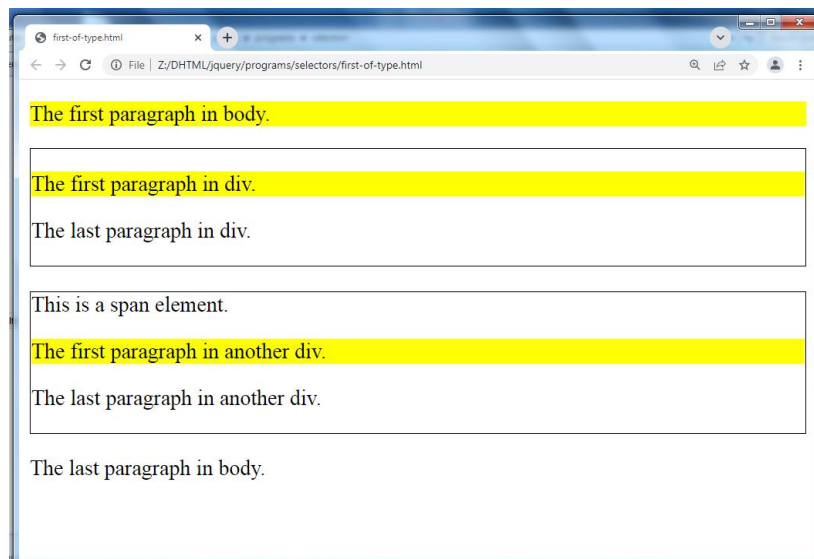 first-of-type.html
File | Z:/DHTML/jquery/programs/selectors/first-of-type.html
The first paragraph in body.
The first paragraph in div.
The last paragraph in div.
This is a span element.
The first paragraph in another div.
The last paragraph in another div.
The last paragraph in body.